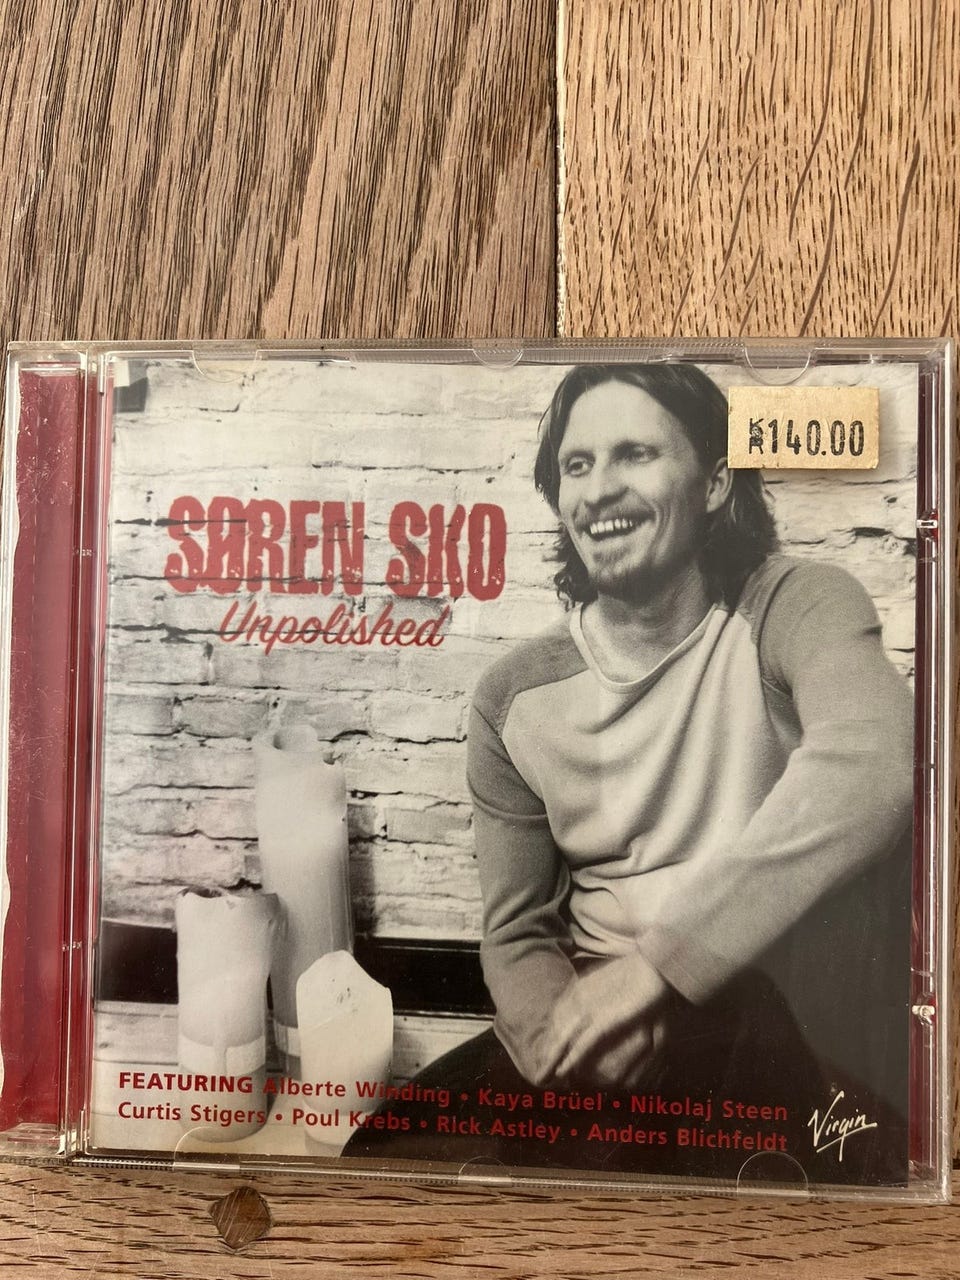 K
R140.00
SØREN SKO
Unpolished
FEATURING Alberte Winding • Kaya Brüel • Nikolaj Steen
Curtis Stigers • Poul Krebs • Rick Astley • Anders Blichfeldt
Virgin